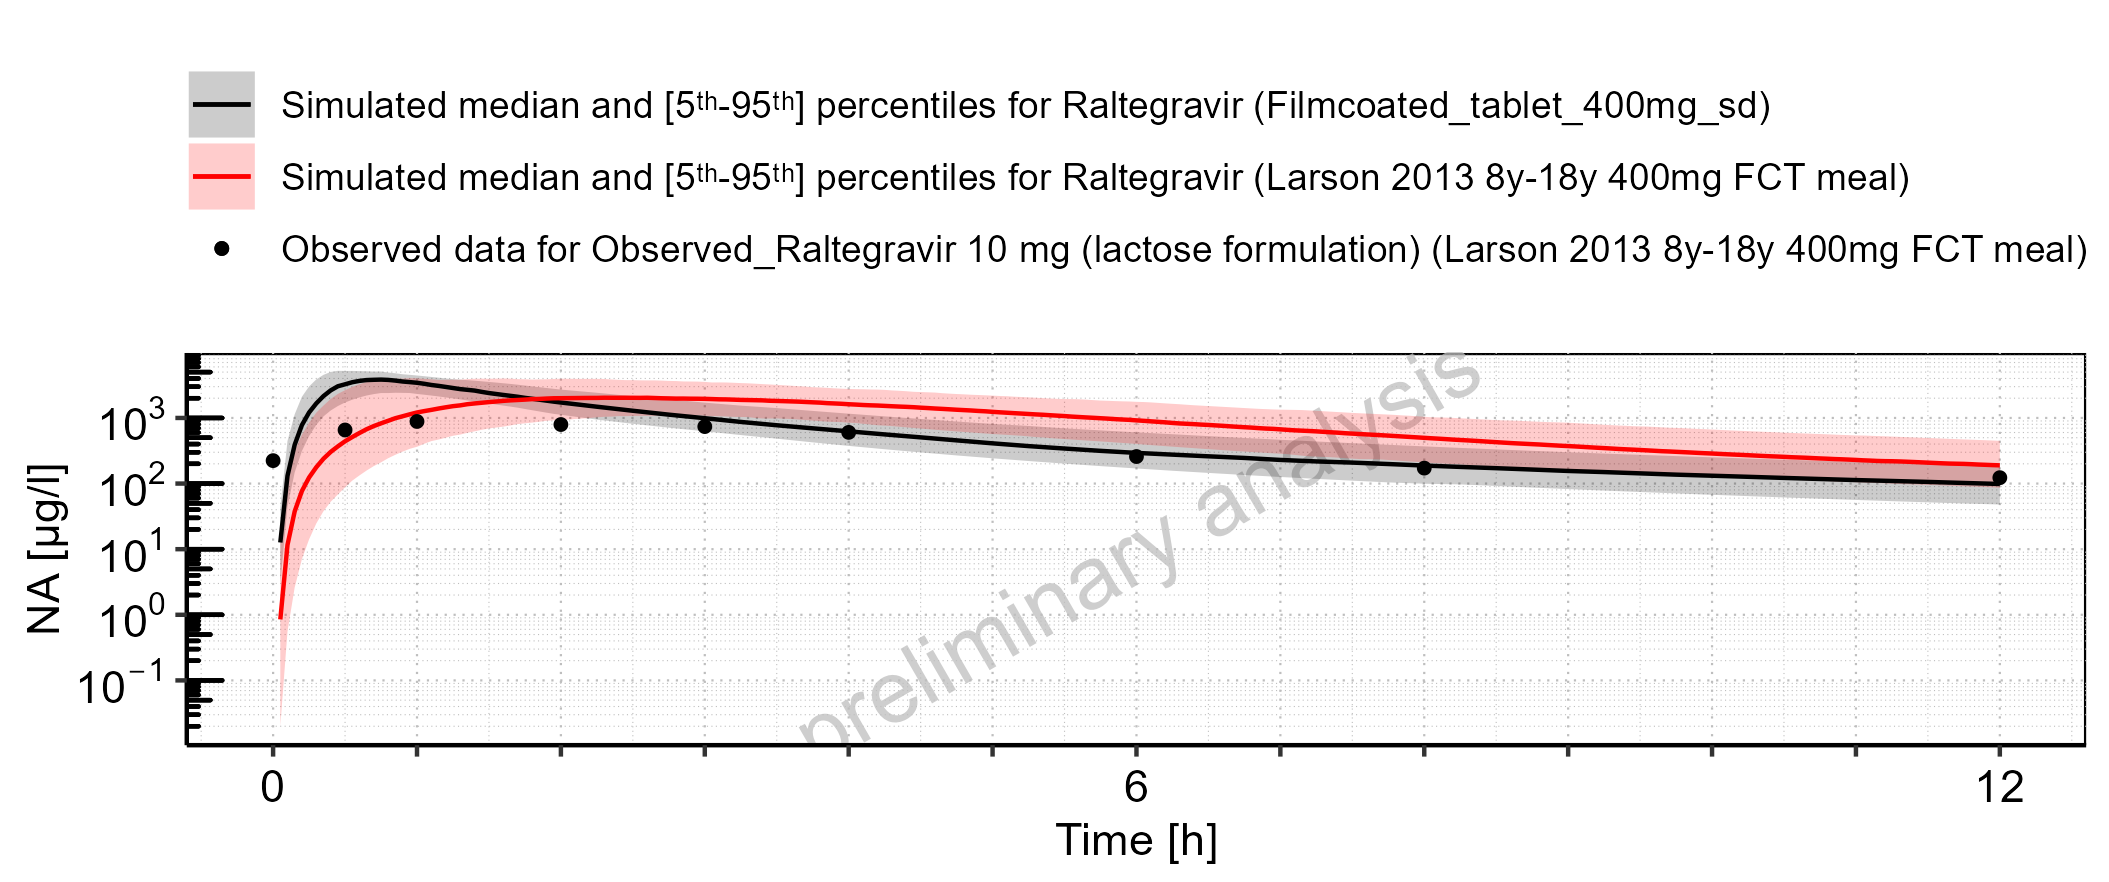 Simulated median and [5th-95th] percentiles for Raltegravir (Filmcoated_tablet_400mg_sd)
Simulated median and [5th-95th] percentiles for Raltegravir (Larson 2013 8y-18y 400mg FCT meal)
Observed data for Observed_Raltegravir 10 mg (lactose formulation) (Larson 2013 8y-18y 400mg FCT meal)
NA [µg/l]
10³
10²
10¹
10⁰
10⁻¹
preliminary analysis
0 6 12
Time [h]